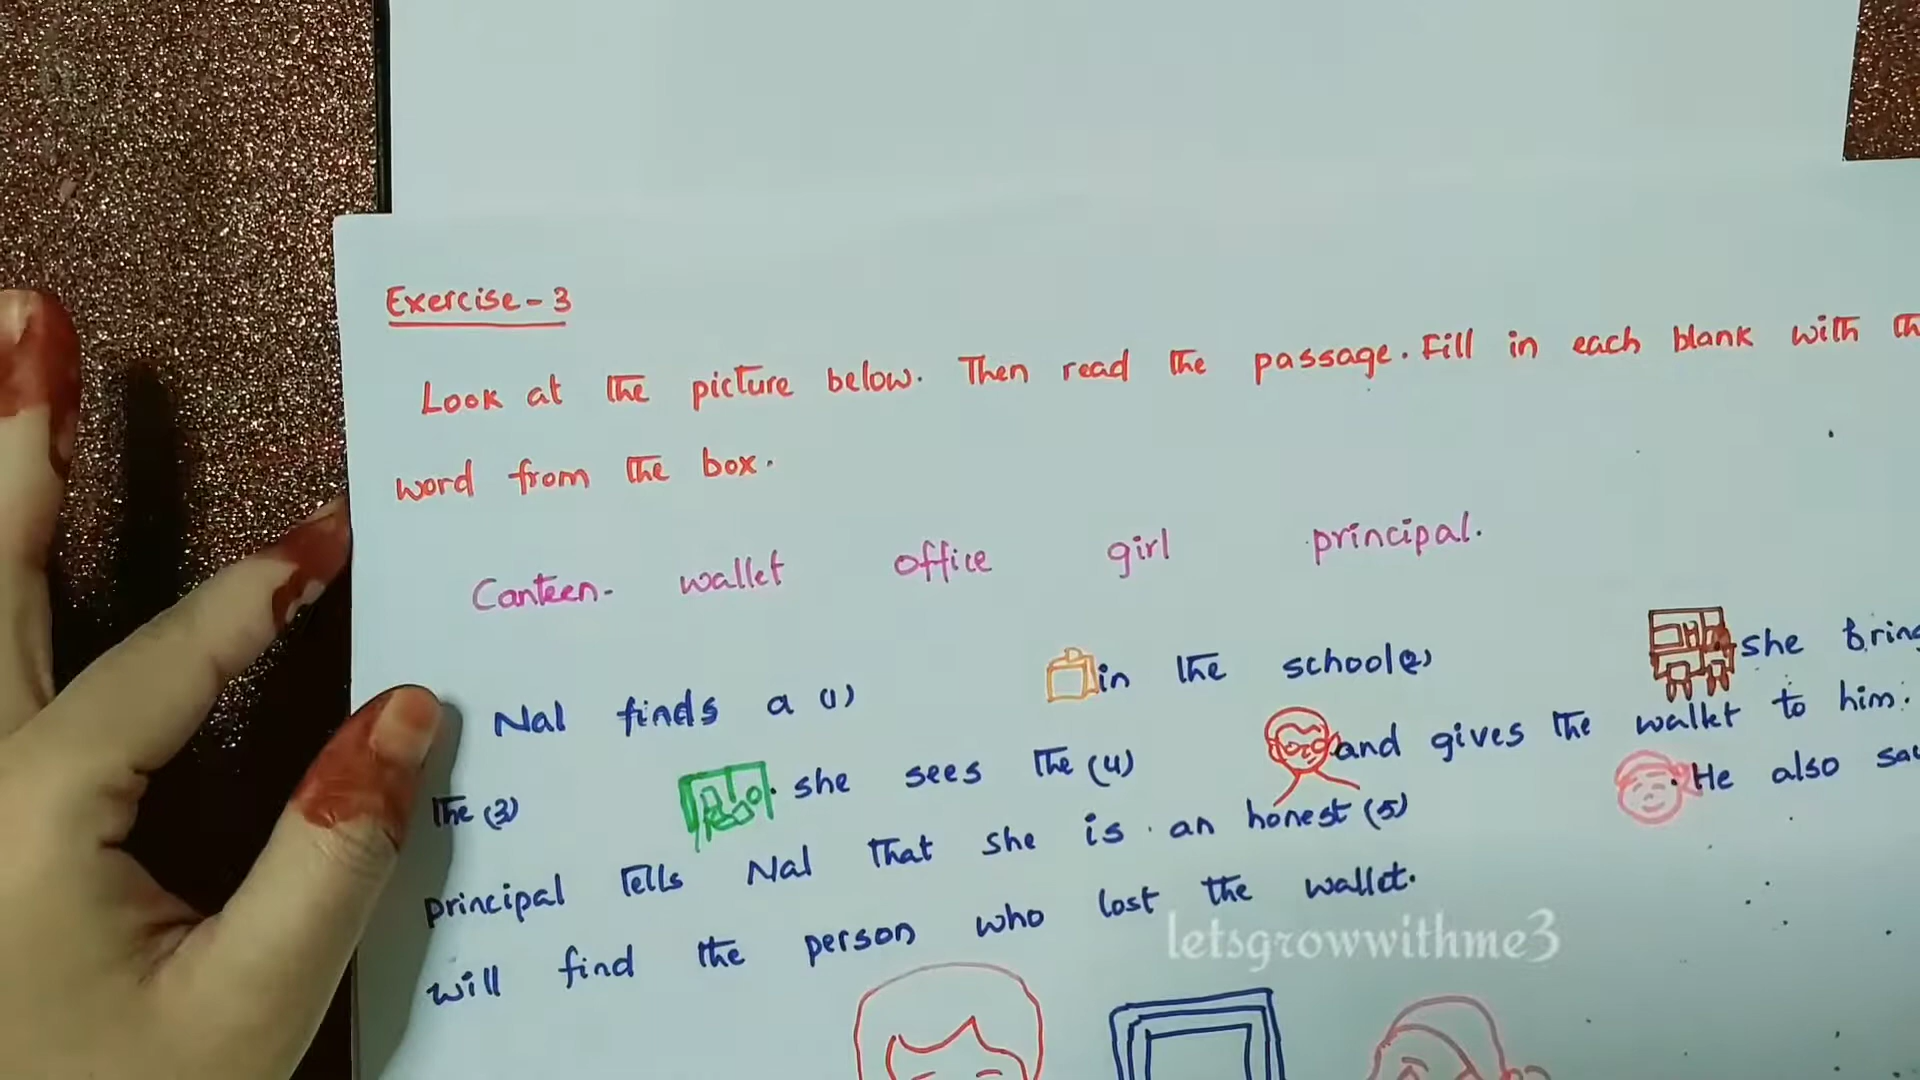 Exercise-3
Look at the picture below. Then read the passage. Fill in each blank with
word from the box.
Canteen- wallet office girl principal.
Nal finds a (1) in the school(2) she
the (3) . she sees the (4) and gives the wallet to him.
principal tells Nal that she is an honest (5) . He also
will find the person who lost the wallet.
letsgrowwithme3